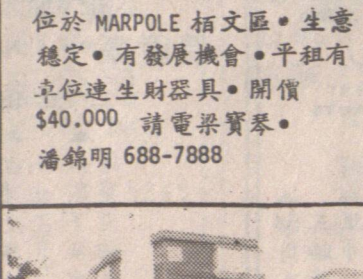 位於 MARPOLE 栢文區•生意
穩定•有發展機會•平租有
車位連生財器具•開價
$40.000 請電梁寶琴•
潘錦明 688-7888